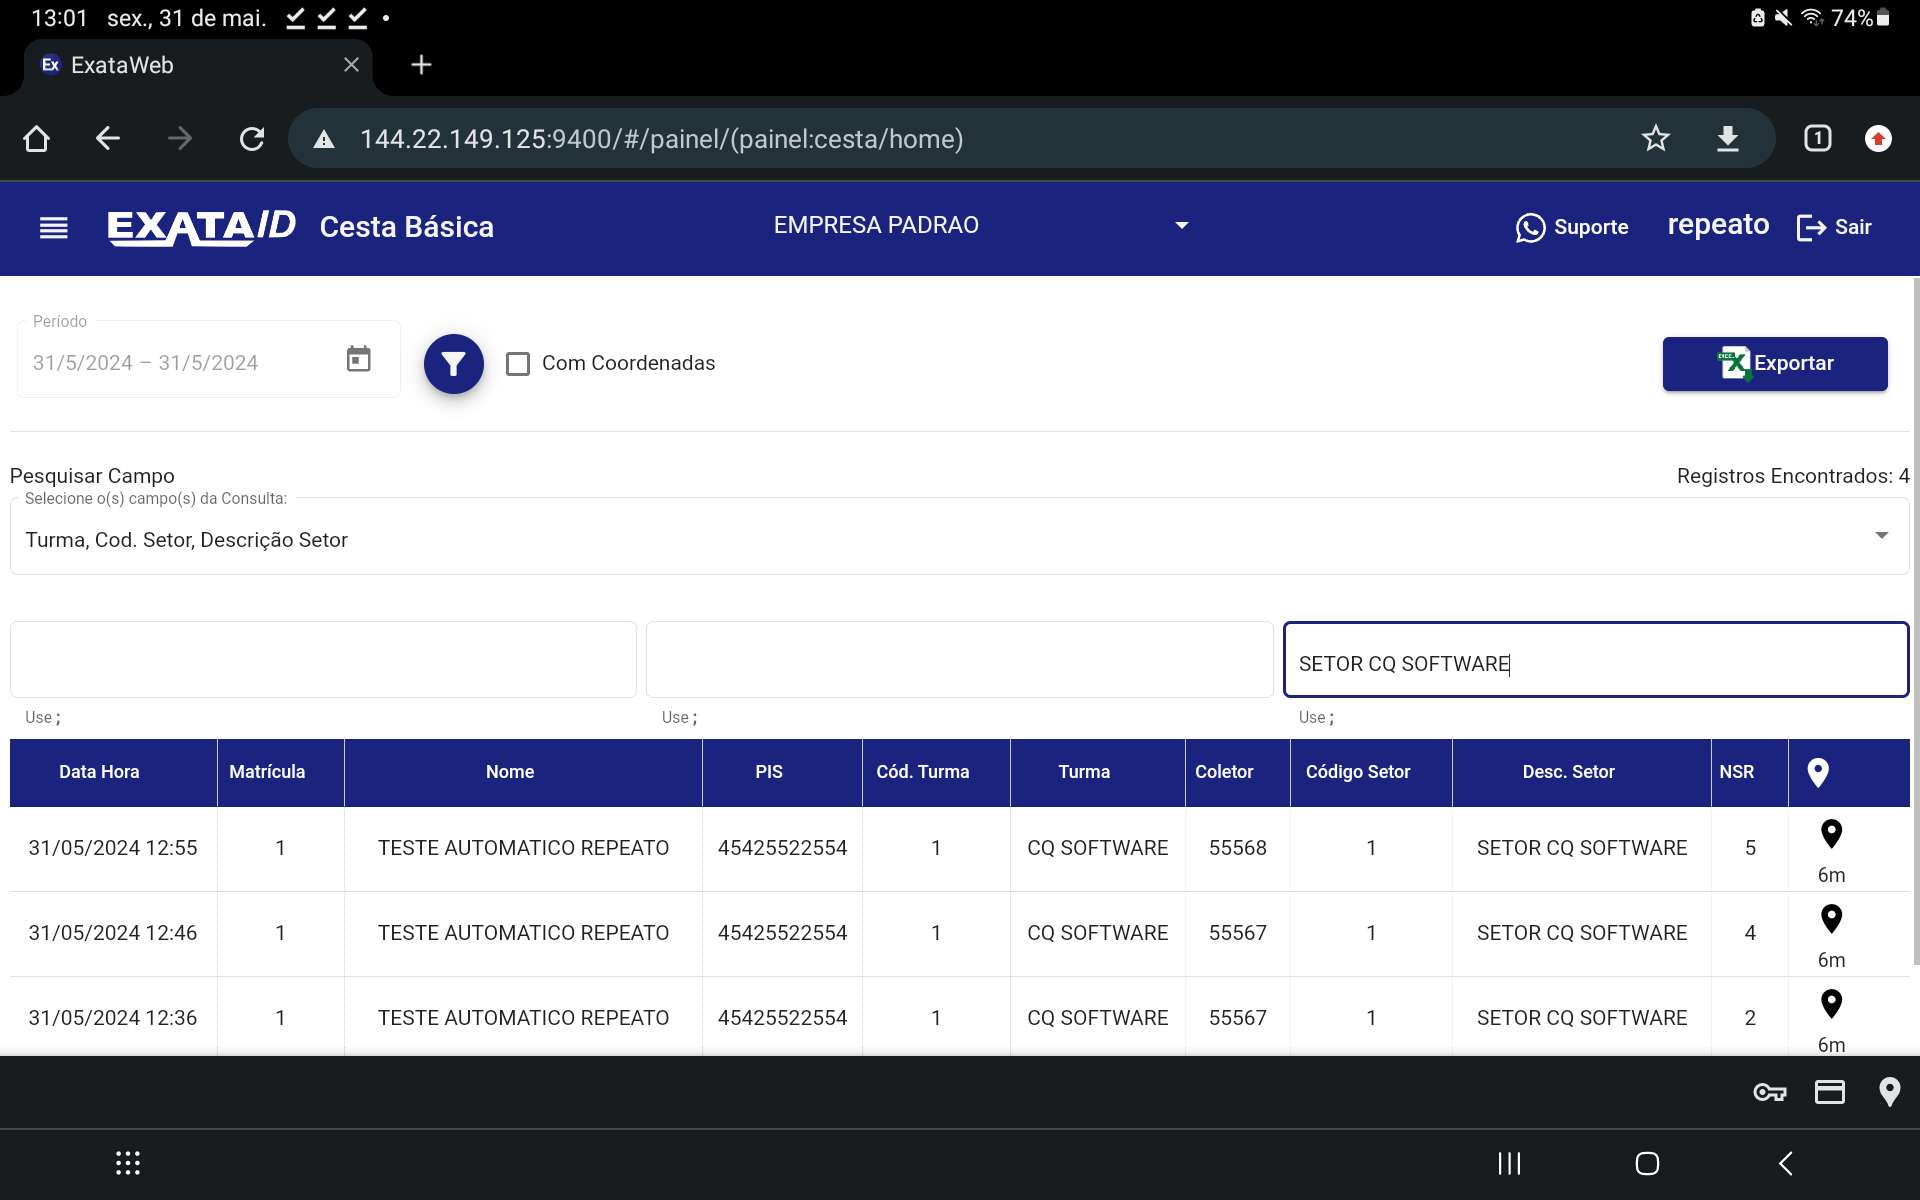 13:01 sex., 31 de mai. 74%
Ex ExataWeb
144.22.149.125:9400/#/painel/(painel:cesta/home) 1
EXATA/ID Cesta Básica EMPRESA PADRAO Suporte repeato Sair
Período
31/5/2024 – 31/5/2024 Com Coordenadas Exportar
Pesquisar Campo Registros Encontrados: 4
Selecione o(s) campo(s) da Consulta:
Turma, Cod. Setor, Descrição Setor
SETOR CQ SOFTWARE
Use ; Use ; Use ;
Data Hora Matrícula Nome PIS Cód. Turma Turma Coletor Código Setor Desc. Setor NSR
31/05/2024 12:55 1 TESTE AUTOMATICO REPEATO 45425522554 1 CQ SOFTWARE 55568 1 SETOR CQ SOFTWARE 5
6m
31/05/2024 12:46 1 TESTE AUTOMATICO REPEATO 45425522554 1 CQ SOFTWARE 55567 1 SETOR CQ SOFTWARE 4
6m
31/05/2024 12:36 1 TESTE AUTOMATICO REPEATO 45425522554 1 CQ SOFTWARE 55567 1 SETOR CQ SOFTWARE 2
6m